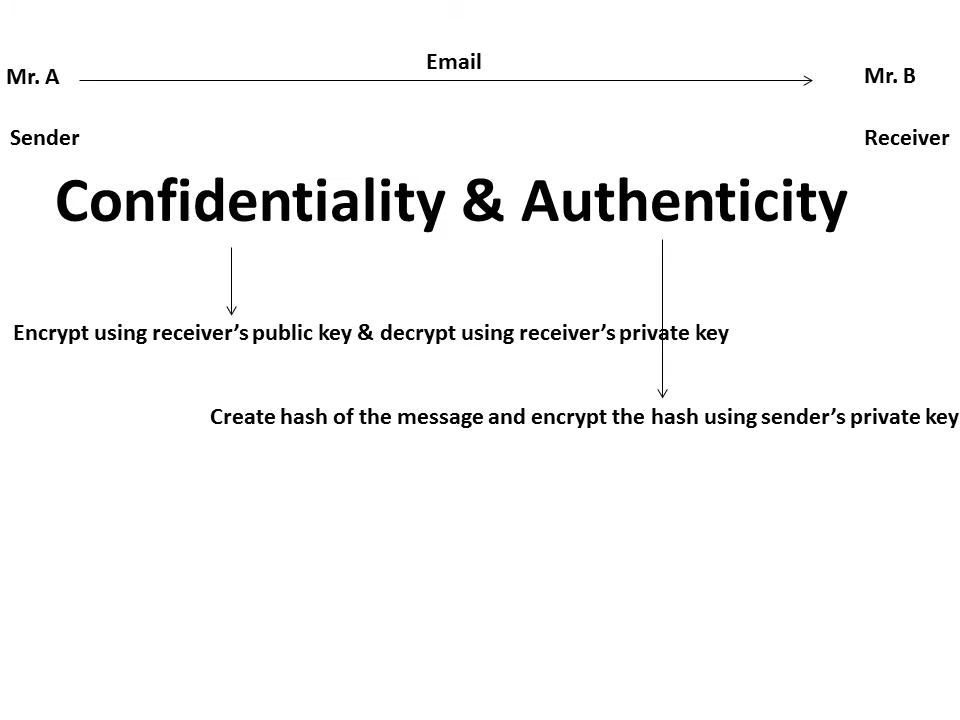 Email
Mr. A
Mr. B
Sender
Receiver
Confidentiality & Authenticity
Encrypt using receiver’s public key & decrypt using receiver’s private key
Create hash of the message and encrypt the hash using sender’s private key